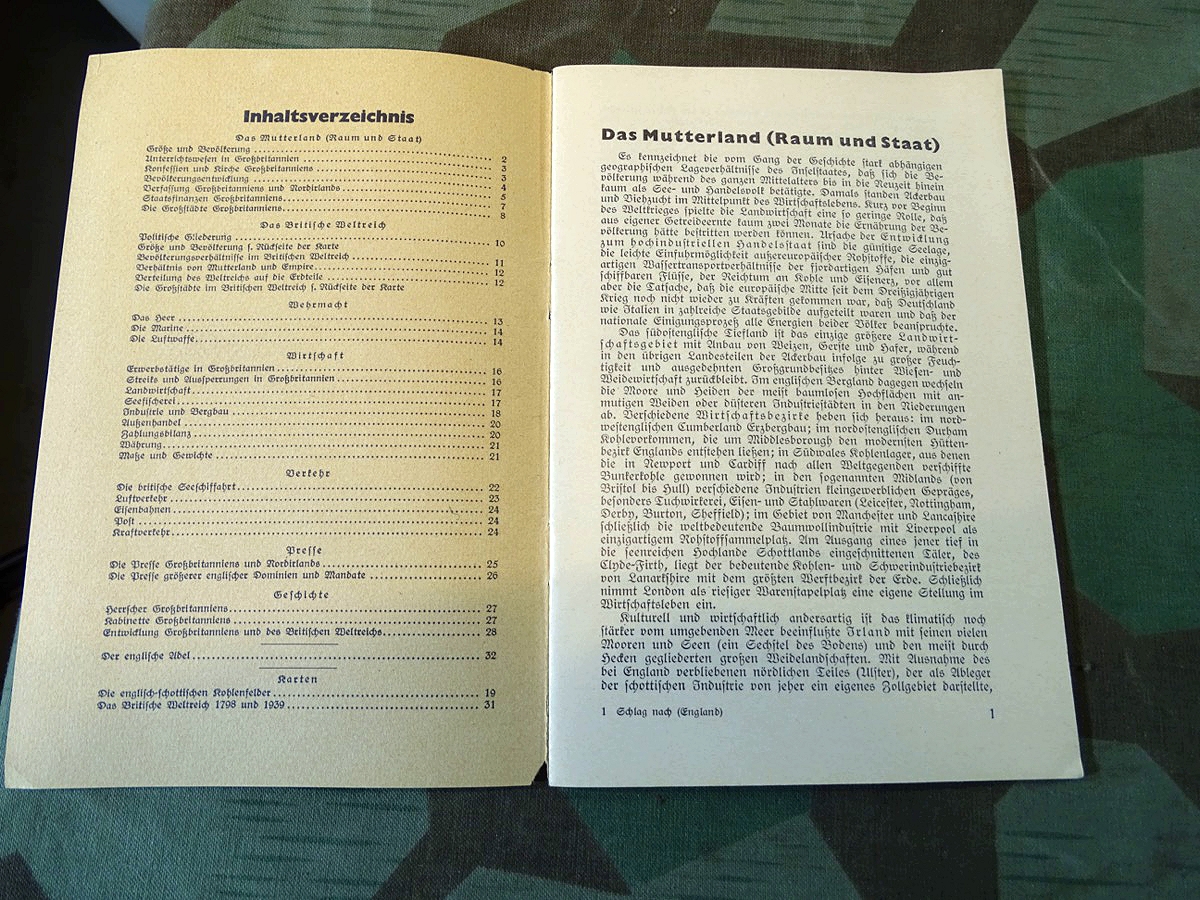 Inhaltsverzeichnis
Das Mutterland (Raum und Staat)
Größe und Bevölkerung
Unterrichtswesen in Großbritannien 2
Konfession und Kirche Großbritanniens 3
Bevölkerungsentwicklung 3
Verfassung Großbritanniens und Nordirlands 4
Staatsfinanzen Großbritanniens 5
Die Großstädte Großbritanniens 7
8
Das Britische Weltreich
Politische Gliederung 10
Größe und Bevölkerung s. Rückseite der Karte
Bevölkerungsverhältnisse im Britischen Weltreich 11
Verhältnis von Mutterland und Empire 12
Verteilung des Weltreichs auf die Erdteile 12
Die Großstädte im Britischen Weltreich s. Rückseite der Karte
Wehrmacht
Das Heer 13
Die Marine 14
Die Luftwaffe 14
Wirtschaft
Erwerbstätige in Großbritannien 16
Streiks und Aussperrungen in Großbritannien 16
Landwirtschaft 17
Seefischerei 17
Industrie und Bergbau 18
Außenhandel 20
Zahlungsbilanz 20
Währung 21
Maße und Gewichte 21
Verkehr
Die britische Seeschiffahrt 22
Luftverkehr 23
Eisenbahnen 24
Post 24
Kraftverkehr 24
Presse
Die Presse Großbritanniens und Nordirlands 25
Die Presse größerer englischer Dominien und Mandate 26
Geschichte
Herrscher Großbritanniens 27
Kabinette Großbritanniens 27
Entwicklung Großbritanniens und des Britischen Weltreichs 28
Der englische Adel 32
Karten
Die englisch-schottischen Kohlenfelder 19
Das Britische Weltreich 1798 und 1939 31
Das Mutterland (Raum und Staat)
Es kennzeichnet die vom Gang der Geschichte stark abhängigen
geographischen Lageverhältnisse des Inselstaates, daß sich die Be-
völkerung während des ganzen Mittelalters bis in die Neuzeit hinein
kaum als See- und Handelsvolk betätigte. Damals standen Ackerbau
und Viehzucht im Mittelpunkt des Wirtschaftslebens. Kurz vor Beginn
des Weltkrieges spielte die Landwirtschaft eine so geringe Rolle, daß
aus eigener Getreideernte kaum zwei Monate die Ernährung der Be-
völkerung hätte bestritten werden können. Ursache der Entwicklung
zum hochindustriellen Handelsstaat sind die günstige Seelage,
die leichte Einfuhrmöglichkeit außereuropäischer Rohstoffe, die einzig-
artigen Wassertransportverhältnisse der fjordartigen Häfen und gut
schiffbaren Flüsse, der Reichtum an Kohle und Eisenerz, vor allem
aber die Tatsache, daß die europäische Mitte seit dem Dreißigjährigen
Krieg noch nicht wieder zu Kräften gekommen war, daß Deutschland
wie Italien in zahlreiche Staatsgebilde aufgeteilt waren und daß der
nationale Einigungsprozeß alle Energien beider Völker beanspruchte.
Das südostenglische Tiefland ist das einzige größere Landwirt-
schaftsgebiet mit Anbau von Weizen, Gerste und Hafer, während
in den übrigen Landesteilen der Ackerbau infolge zu großer Feuch-
tigkeit und ausgedehnten Großgrundbesitzes hinter Wiesen- und
Weidewirtschaft zurückbleibt. Im englischen Bergland dagegen wechseln
die Moore und Heiden der meist baumlosen Hochflächen mit an-
mutigen Weiden oder düsteren Industriestädten in den Niederungen
ab. Verschiedene Wirtschaftsbezirke heben sich heraus: im nord-
westenglischen Cumberland Erzbergbau; im nordostenglischen Durham
Kohlevorkommen, die um Middlesborough den modernsten Hütten-
bezirk Englands entstehen ließen; in Südwales Kohlenlager, aus denen
die in Newport und Cardiff nach allen Weltgegenden verschiffte
Bunkerkohle gewonnen wird; in den sogenannten Midlands (von
Bristol bis Hull) verschiedene Industrien kleingewerblichen Gepräges,
besonders Tuchwirkerei, Eisen- und Stahlwaren (Leicester, Nottingham,
Derby, Burton, Sheffield); im Gebiet von Manchester und Lancashire
schließlich die weltbedeutende Baumwollindustrie mit Liverpool als
einzigartigem Rohstoffsammelplatz. Am Ausgang eines jener tief in
die seenreichen Hochlande Schottlands eingeschnittenen Täler, des
Clyde-Firth, liegt der bedeutende Kohlen- und Schwerindustriebezirk
von Lanarkshire mit dem größten Werftbezirk der Erde. Schließlich
nimmt London als riesiger Warenstapelplatz eine eigene Stellung im
Wirtschaftsleben ein.
Kulturell und wirtschaftlich andersartig ist das klimatisch noch
stärker vom umgebenden Meer beeinflußte Irland mit seinen vielen
Mooren und Seen (ein Sechstel des Bodens) und den meist durch
Hecken gegliederten großen Weidelandschaften. Mit Ausnahme des
bei England verbliebenen nördlichen Teiles (Ulster), der als Ableger
der schottischen Industrie von jeher ein eigenes Zollgebiet darstellte,
1 Schlag nach (England) 1